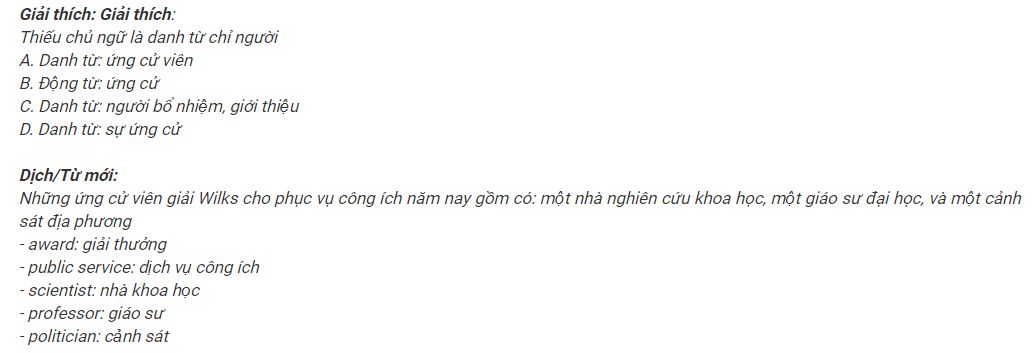 Giải thích: Giải thích:
Thiếu chủ ngữ là danh từ chỉ người
A. Danh từ: ứng cử viên
B. Động từ: ứng cử
C. Danh từ: người bổ nhiệm, giới thiệu
D. Danh từ: sự ứng cử
Dịch/Từ mới:
Những ứng cử viên giải Wilks cho phục vụ công ích năm nay gồm có: một nhà nghiên cứu khoa học, một giáo sư đại học, và một cảnh
sát địa phương
- award: giải thưởng
- public service: dịch vụ công ích
- scientist: nhà khoa học
- professor: giáo sư
- politician: cảnh sát